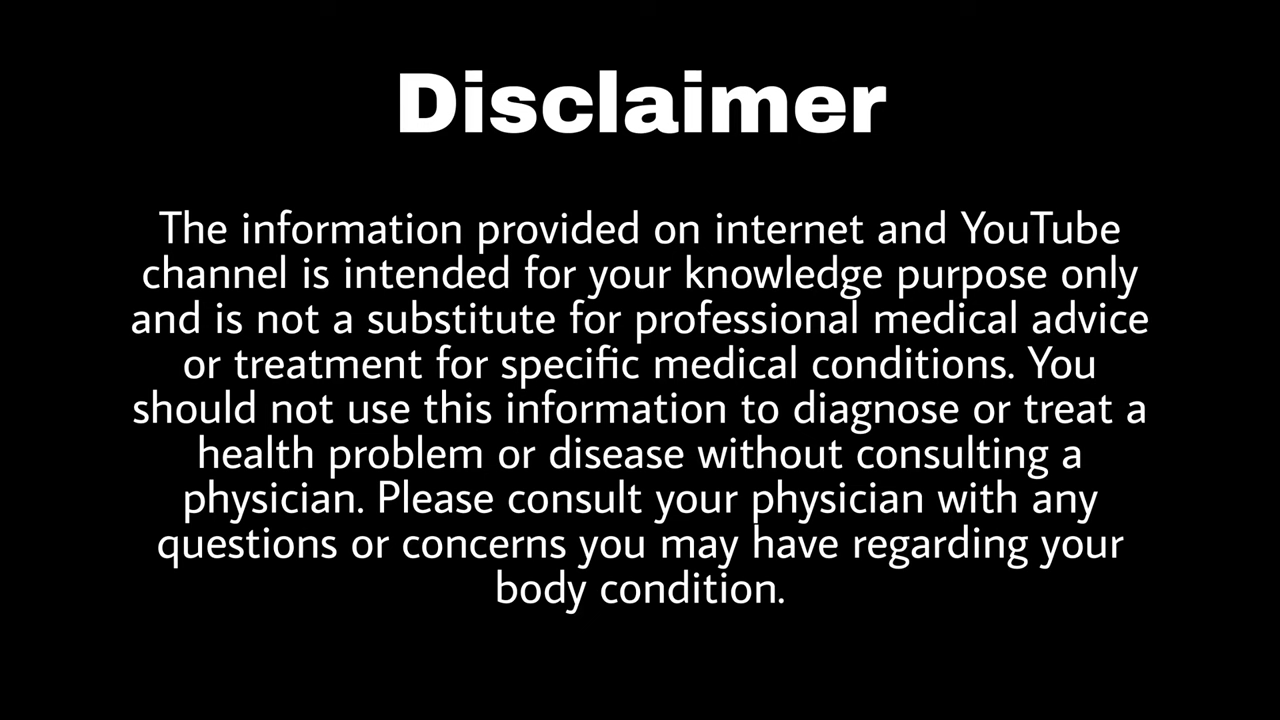 Disclaimer
The information provided on internet and YouTube
channel is intended for your knowledge purpose only
and is not a substitute for professional medical advice
or treatment for specific medical conditions. You
should not use this information to diagnose or treat a
health problem or disease without consulting a
physician. Please consult your physician with any
questions or concerns you may have regarding your
body condition.